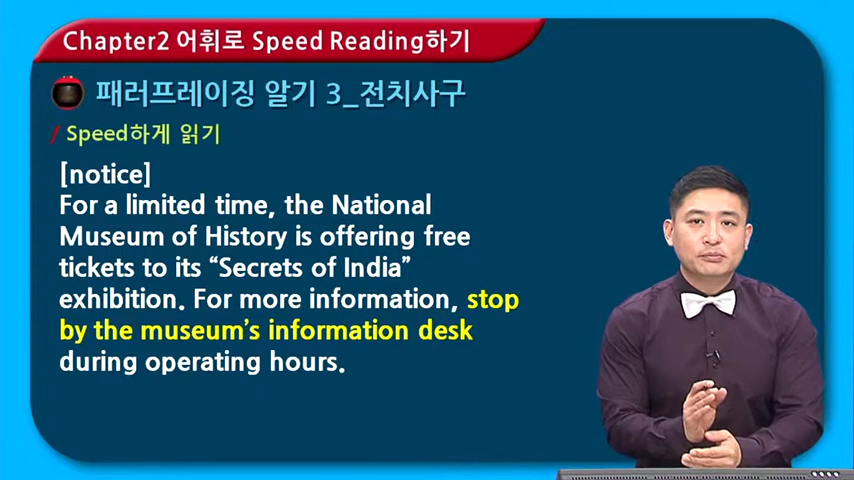 Chapter2 어휘로 Speed Reading하기
패러프레이징 알기 3_전치사구
/ Speed하게 읽기
[notice]
For a limited time, the National
Museum of History is offering free
tickets to its “Secrets of India”
exhibition. For more information, stop
by the museum’s information desk
during operating hours.